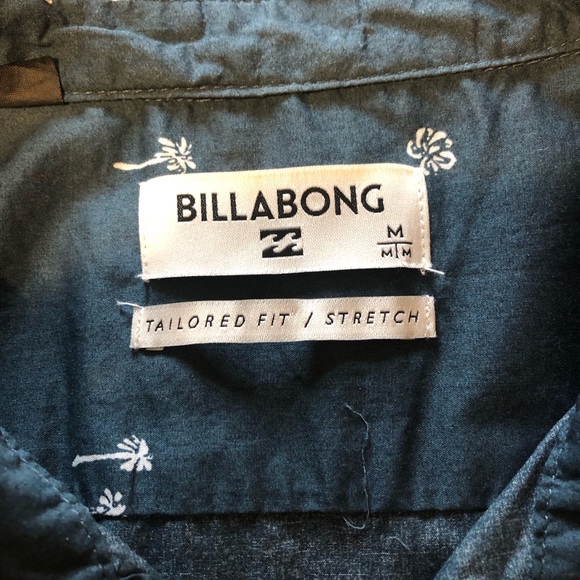 BILLABONG
M
M M
TAILORED FIT / STRETCH